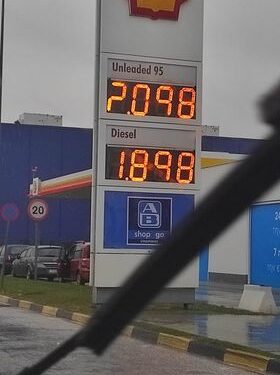 Unleaded 95
2.098
Diesel
1.898
20
AB
shop & go